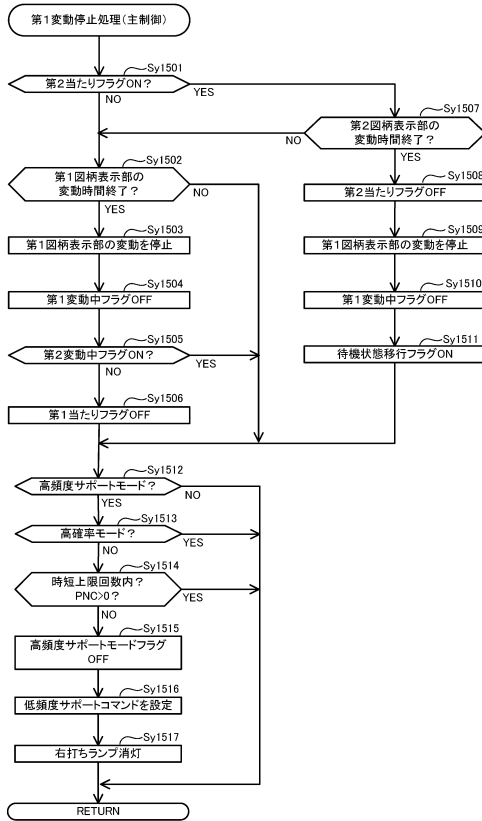 第1変動停止処理(主制御)
Sy1501
第2当たりフラグON?
NO
YES
Sy1507
第2図柄表示部の
変動時間終了?
NO
YES
Sy1502
第1図柄表示部の
変動時間終了?
NO
YES
Sy1508
第2当たりフラグOFF
Sy1503
第1図柄表示部の変動を停止
Sy1509
第1図柄表示部の変動を停止
Sy1504
第1変動中フラグOFF
Sy1510
第1変動中フラグOFF
Sy1505
第2変動中フラグON?
YES
NO
Sy1511
待機状態移行フラグON
Sy1506
第1当たりフラグOFF
Sy1512
高頻度サポートモード?
NO
YES
Sy1513
高確率モード?
YES
NO
Sy1514
時短上限回数内?
PNC>0?
YES
NO
Sy1515
高頻度サポートモードフラグ
OFF
Sy1516
低頻度サポートコマンドを設定
Sy1517
右打ちランプ消灯
RETURN